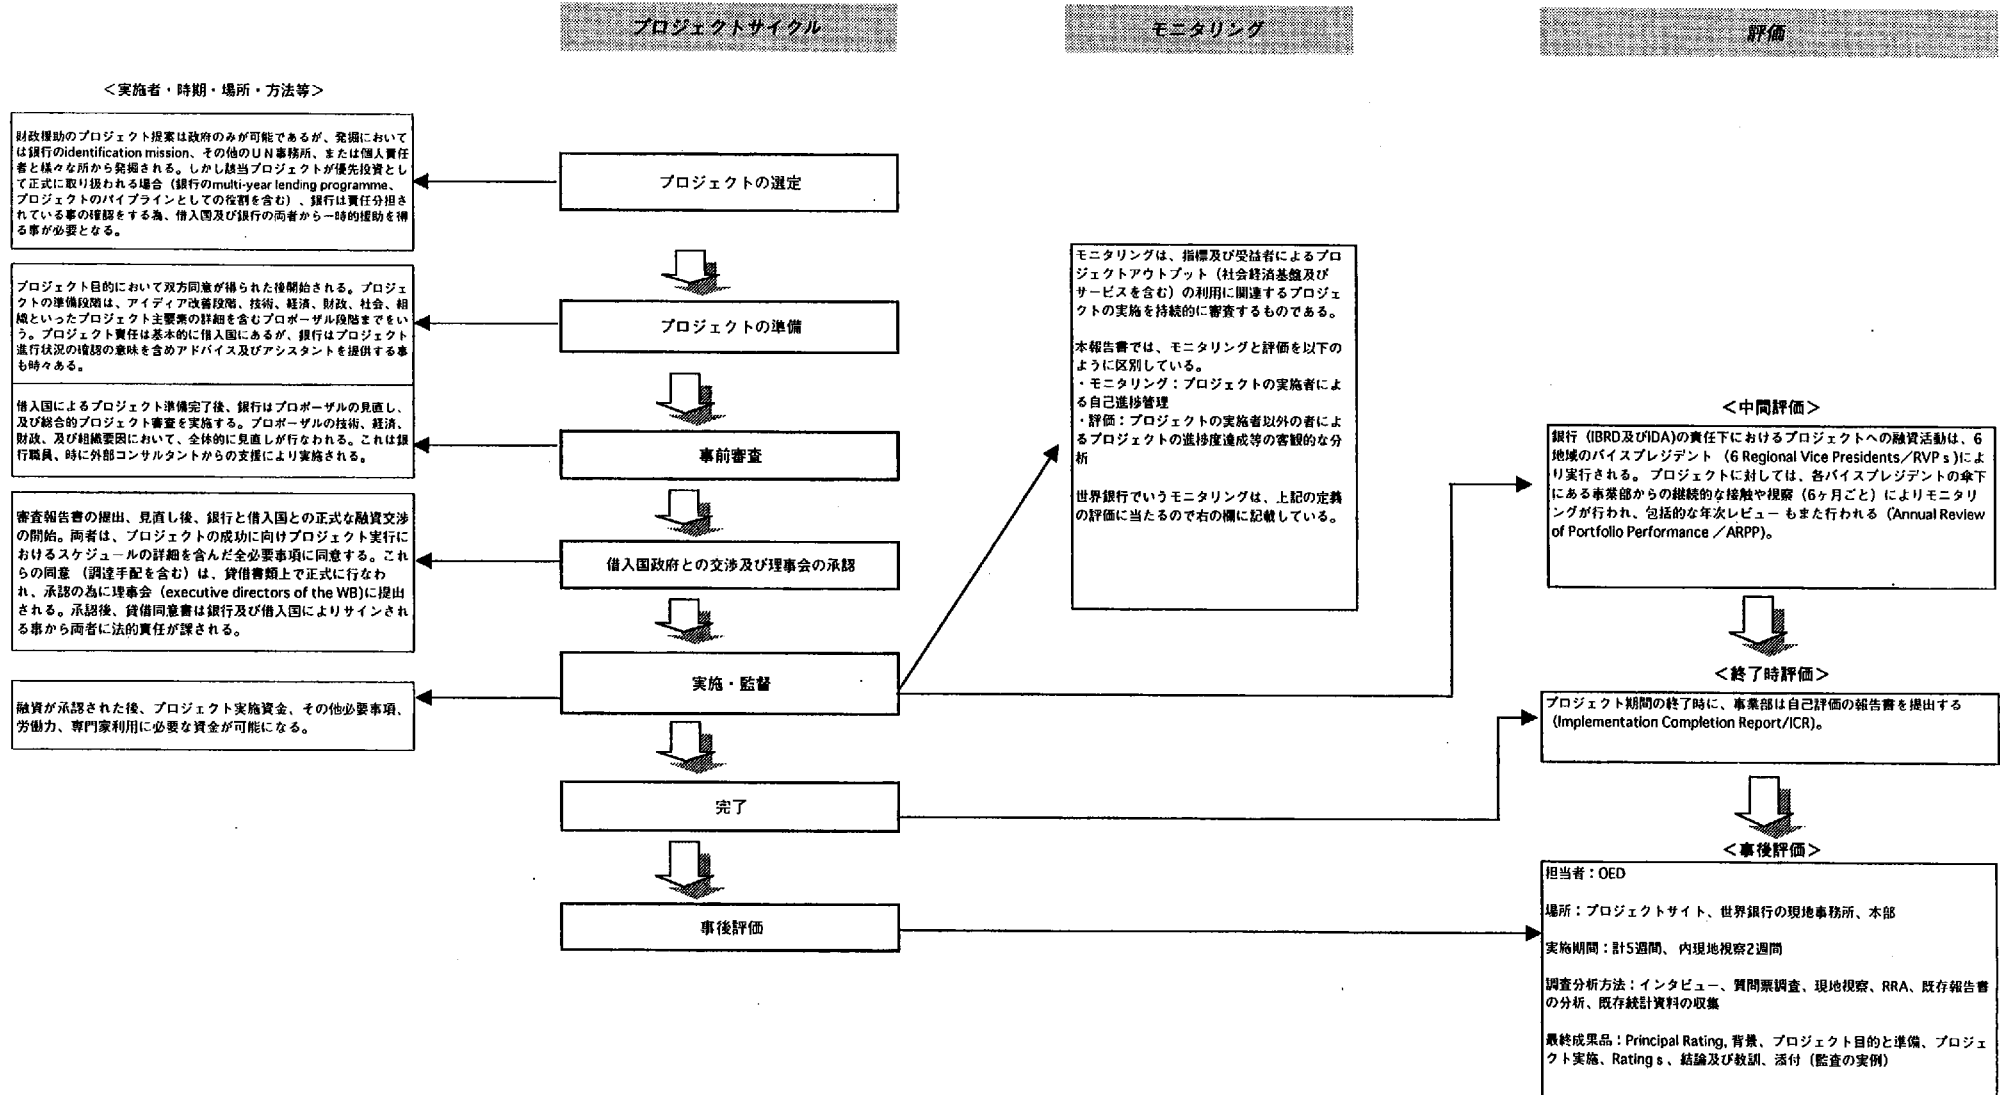 プロジェクトサイクル
モニタリング
評価
＜実施者・時期・場所・方法等＞
財政援助のプロジェクト提案は政府のみが可能であるが、発掘において
は銀行のidentification mission、その他のＵＮ事務所、または個人責任
者と様々な所から発掘される。しかし該当プロジェクトが優先投資とし
て正式に取り扱われる場合（銀行のmulti-year lending programme、
プロジェクトのパイプラインとしての役割を含む）、銀行は責任分担さ
れている事の確認をする為、借入国及び銀行の両者から一時的援助を得
る事が必要となる。
プロジェクト目的において双方同意が得られた後開始される。プロジェ
クトの準備段階は、アイディア改善段階、技術、経済、財政、社会、組
織といったプロジェクト主要素の詳細を含むプロポーザル段階までをい
う。プロジェクト責任は基本的に借入国にあるが、銀行はプロジェクト
進行状況の確認の意味を含めアドバイス及びアシスタントを提供する事
も時々ある。
借入国によるプロジェクト準備完了後、銀行はプロポーザルの見直し、
及び総合的プロジェクト審査を実施する。プロポーザルの技術、経済、
財政、及び組織要因において、全体的に見直しが行なわれる。これは銀
行職員、時に外部コンサルタントからの支援により実施される。
審査報告書の提出、見直し後、銀行と借入国との正式な融資交渉
の開始。両者は、プロジェクトの成功に向けプロジェクト実行に
おけるスケジュールの詳細を含んだ全必要事項に同意する。これ
らの同意（調達手配を含む）は、貸借書類上で正式に行なわ
れ、承認の為に理事会（executive directors of the WB)に提出
される。承認後、貸借同意書は銀行及び借入国によりサインされ
る事から両者に法的責任が課される。
融資が承認された後、プロジェクト実施資金、その他必要事項、
労働力、専門家利用に必要な資金が可能になる。
プロジェクトの選定
プロジェクトの準備
事前審査
借入国政府との交渉及び理事会の承認
実施・監督
完了
事後評価
モニタリングは、指標及び受益者によるプロ
ジェクトアウトプット（社会経済基盤及び
サービスを含む）の利用に関連するプロジェ
クトの実施を持続的に審査するものである。
本報告書では、モニタリングと評価を以下の
ように区別している。
・モニタリング：プロジェクトの実施者によ
る自己進捗管理
・評価：プロジェクトの実施者以外の者によ
るプロジェクトの進捗度達成等の客観的な分
析
世界銀行でいうモニタリングは、上記の定義
の評価に当たるので右の欄に記載している。
＜中間評価＞
銀行（IBRD及びIDA)の責任下におけるプロジェクトへの融資活動は、6
地域のバイスプレジデント（6 Regional Vice Presidents／RVPｓ)によ
り実行される。プロジェクトに対しては、各バイスプレジデントの傘下
にある事業部からの継続的な接触や視察（6ヶ月ごと）によりモニタリ
ングが行われ、包括的な年次レビューもまた行われる（Annual Review
of Portfolio Performance ／ARPP)。
＜終了時評価＞
プロジェクト期間の終了時に、事業部は自己評価の報告書を提出する
（Implementation Completion Report/ICR)。
＜事後評価＞
担当者：OED
場所：プロジェクトサイト、世界銀行の現地事務所、本部
実施期間：計5週間、内現地視察2週間
調査分析方法：インタビュー、質問票調査、現地視察、RRA、既存報告書
の分析、既存統計資料の収集
最終成果品：Principal Rating, 背景、プロジェクト目的と準備、プロジェ
クト実施、Ratingｓ、結論及び教訓、添付（監査の実例）